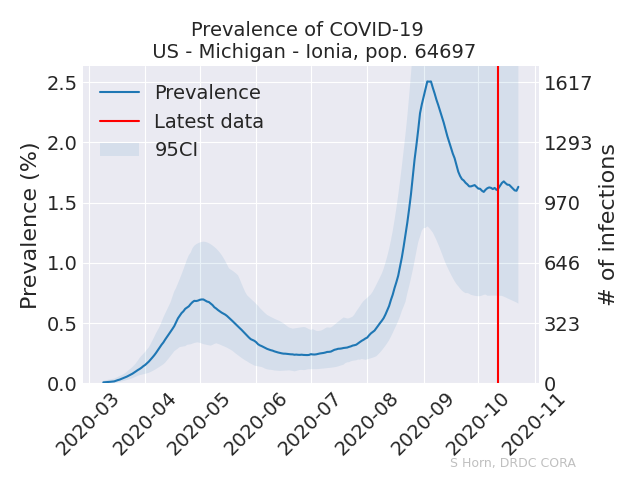 Prevalence of COVID-19
US - Michigan - Ionia, pop. 64697
Prevalence (%)
2.5
2.0
1.5
1.0
0.5
0.0
Prevalence
Latest data
95CI
1617
1293
970
646
323
0
# of infections
2020-03
2020-04
2020-05
2020-06
2020-07
2020-08
2020-09
2020-10
2020-11
S Horn, DRDC CORA